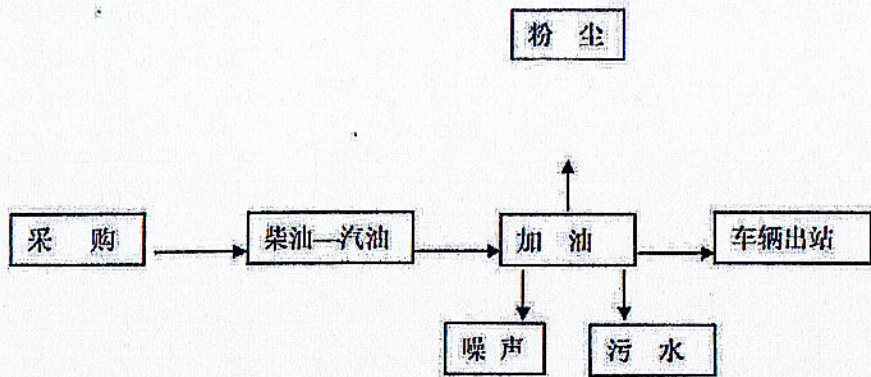 粉 尘
采 购
柴油—汽油
加 油
车辆出站
噪 声
污 水